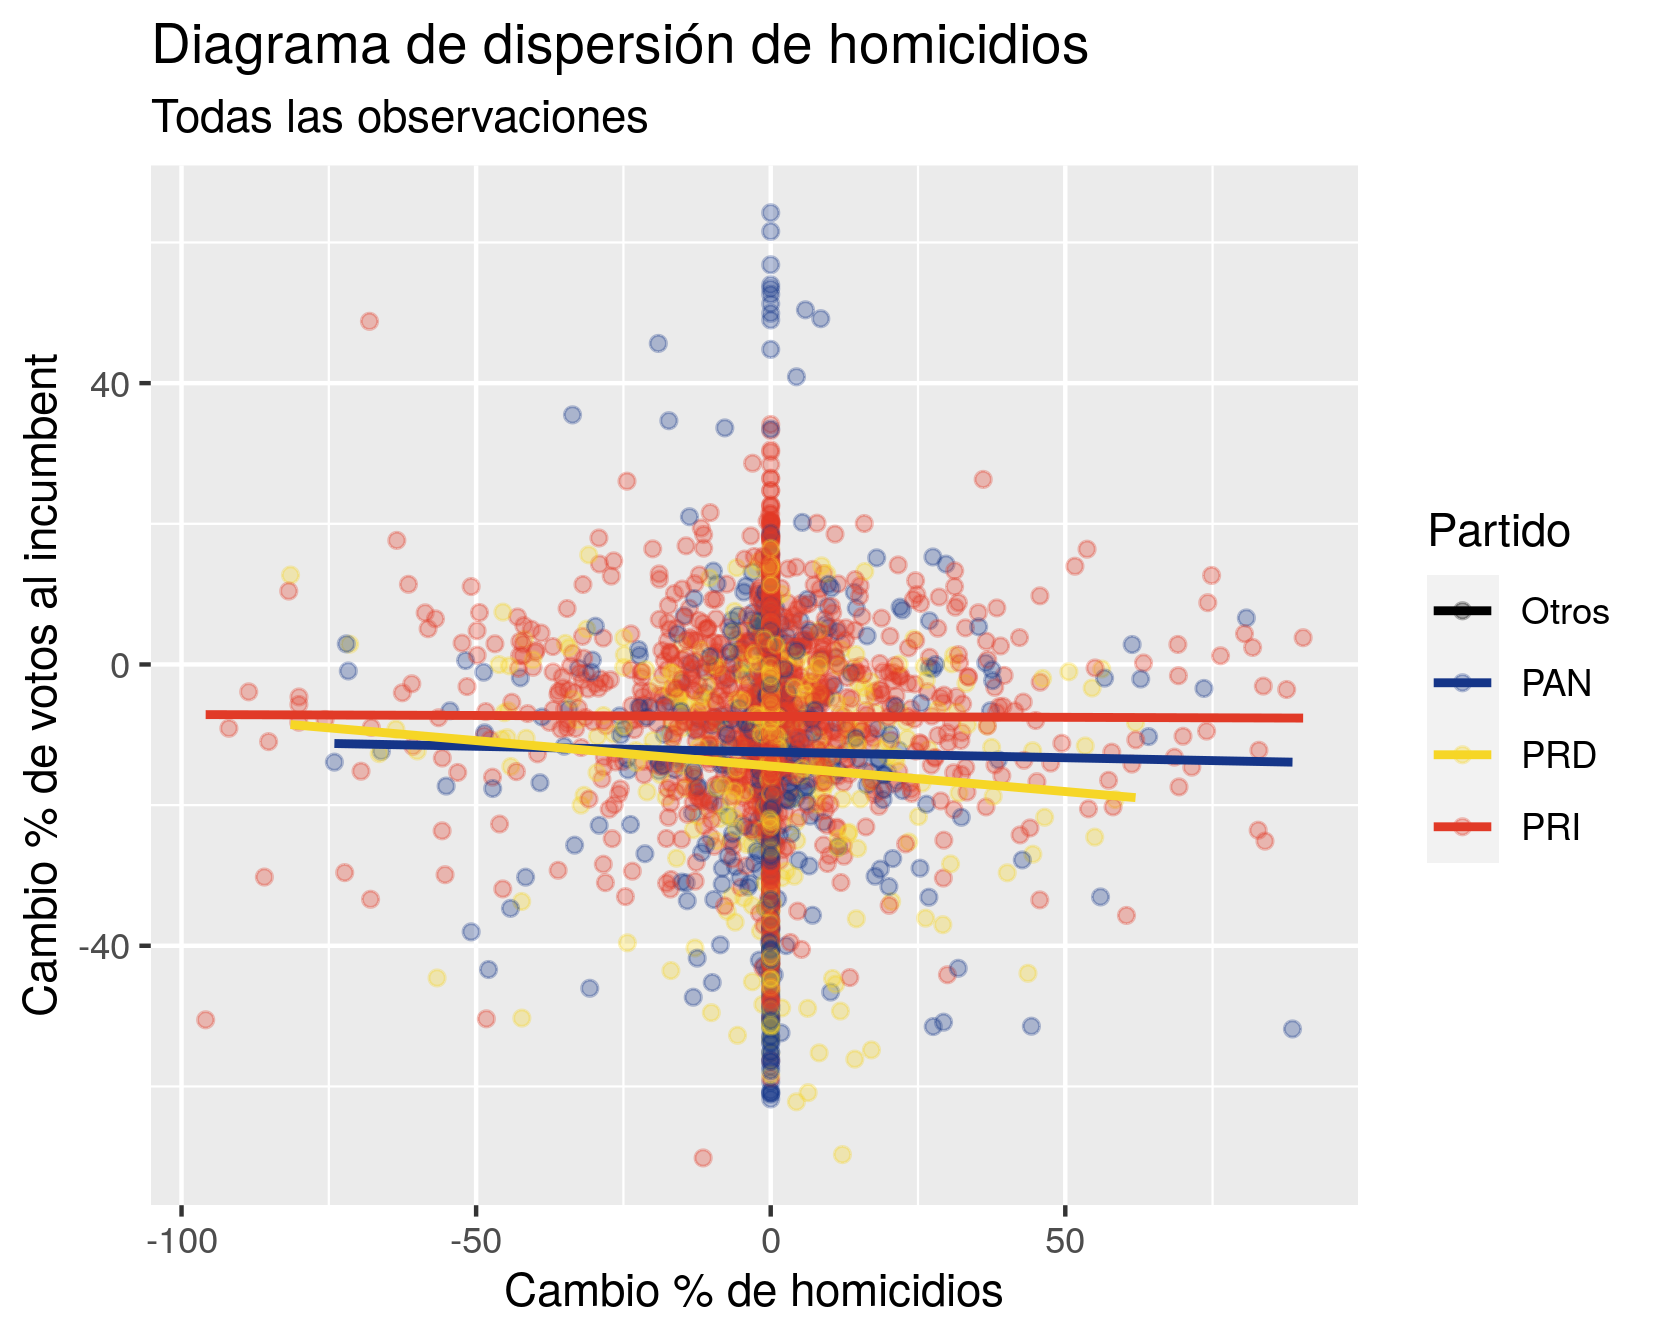 Diagrama de dispersión de homicidios
Todas las observaciones
Cambio % de votos al incumbent
40
0
-40
-100
-50
0
50
Cambio % de homicidios
Partido
Otros
PAN
PRD
PRI